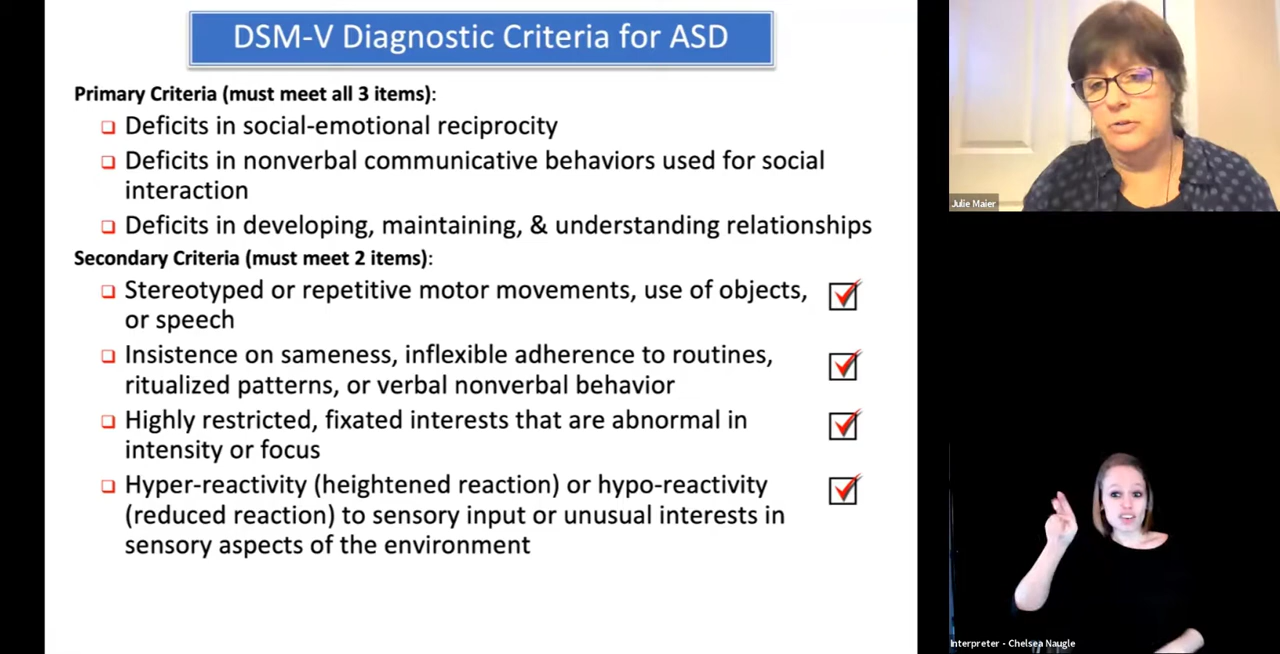 DSM-V Diagnostic Criteria for ASD
Primary Criteria (must meet all 3 items):
Deficits in social-emotional reciprocity
Deficits in nonverbal communicative behaviors used for social
interaction
Deficits in developing, maintaining, & understanding relationships
Secondary Criteria (must meet 2 items):
Stereotyped or repetitive motor movements, use of objects,
or speech
Insistence on sameness, inflexible adherence to routines,
ritualized patterns, or verbal nonverbal behavior
Highly restricted, fixated interests that are abnormal in
intensity or focus
Hyper-reactivity (heightened reaction) or hypo-reactivity
(reduced reaction) to sensory input or unusual interests in
sensory aspects of the environment
Julie Maier
Interpreter - Chelsea Naugle